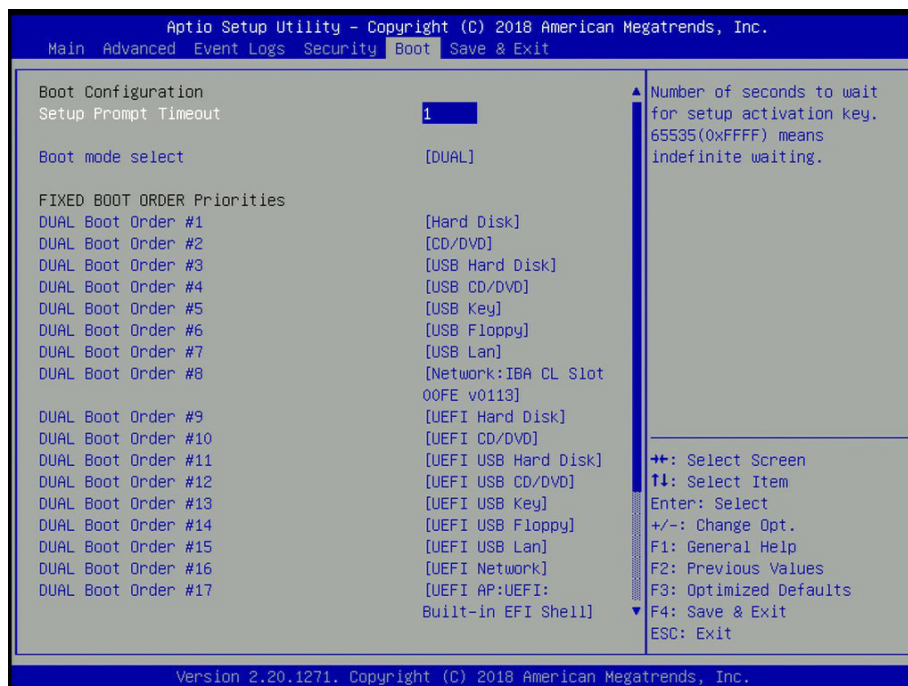 Aptio Setup Utility – Copyright (C) 2018 American Megatrends, Inc.
Main Advanced Event Logs Security Boot Save & Exit
Boot Configuration
Setup Prompt Timeout 1
Boot mode select [DUAL]
FIXED BOOT ORDER Priorities
DUAL Boot Order #1 [Hard Disk]
DUAL Boot Order #2 [CD/DVD]
DUAL Boot Order #3 [USB Hard Disk]
DUAL Boot Order #4 [USB CD/DVD]
DUAL Boot Order #5 [USB Key]
DUAL Boot Order #6 [USB Floppy]
DUAL Boot Order #7 [USB Lan]
DUAL Boot Order #8 [Network:IBA CL Slot
00FE v0113]
DUAL Boot Order #9 [UEFI Hard Disk]
DUAL Boot Order #10 [UEFI CD/DVD]
DUAL Boot Order #11 [UEFI USB Hard Disk]
DUAL Boot Order #12 [UEFI USB CD/DVD]
DUAL Boot Order #13 [UEFI USB Key]
DUAL Boot Order #14 [UEFI USB Floppy]
DUAL Boot Order #15 [UEFI USB Lan]
DUAL Boot Order #16 [UEFI Network]
DUAL Boot Order #17 [UEFI AP:UEFI:
Built-in EFI Shell]
Number of seconds to wait
for setup activation key.
65535(0xFFFF) means
indefinite waiting.
→←: Select Screen
↑↓: Select Item
Enter: Select
+/-: Change Opt.
F1: General Help
F2: Previous Values
F3: Optimized Defaults
F4: Save & Exit
ESC: Exit
Version 2.20.1271. Copyright (C) 2018 American Megatrends, Inc.